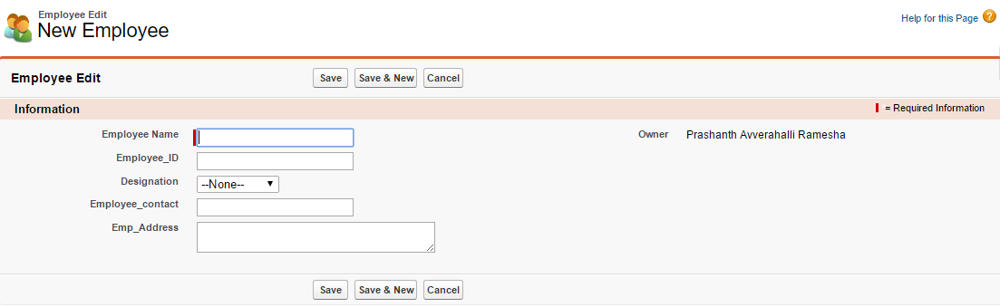 Employee Edit
New Employee
Help for this Page ?
Employee Edit
Save
Save & New
Cancel
Information
= Required Information
Employee Name
Owner
Prashanth Avverahalli Ramesha
Employee_ID
Designation
--None--
Employee_contact
Emp_Address
Save
Save & New
Cancel